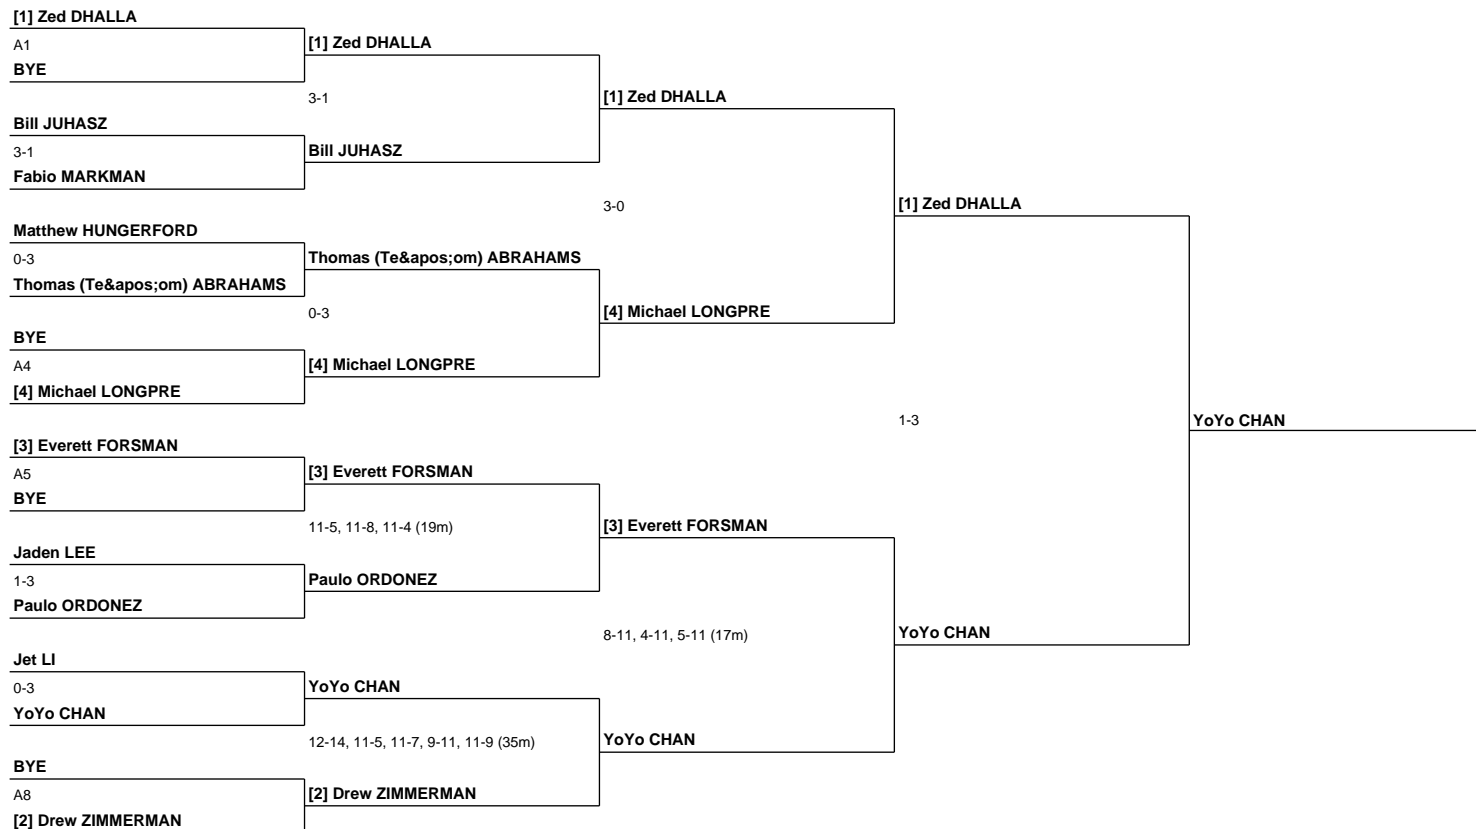 [1] Zed DHALLA
A1
BYE
Bill JUHASZ
3-1
Fabio MARKMAN
Matthew HUNGERFORD
0-3
Thomas (Te&apos;om) ABRAHAMS
BYE
A4
[4] Michael LONGPRE
[3] Everett FORSMAN
A5
BYE
Jaden LEE
1-3
Paulo ORDONEZ
Jet LI
0-3
YoYo CHAN
BYE
A8
[2] Drew ZIMMERMAN
[1] Zed DHALLA
3-1
Bill JUHASZ
Thomas (Te&apos;om) ABRAHAMS
0-3
[4] Michael LONGPRE
[3] Everett FORSMAN
11-5, 11-8, 11-4 (19m)
Paulo ORDONEZ
YoYo CHAN
12-14, 11-5, 11-7, 9-11, 11-9 (35m)
[2] Drew ZIMMERMAN
[1] Zed DHALLA
3-0
[4] Michael LONGPRE
[3] Everett FORSMAN
8-11, 4-11, 5-11 (17m)
YoYo CHAN
[1] Zed DHALLA
1-3
YoYo CHAN
YoYo CHAN